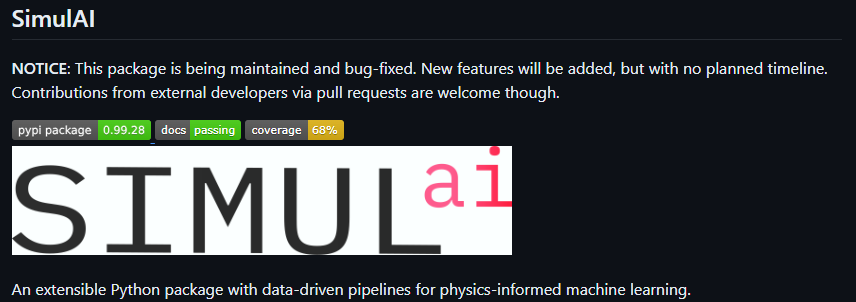 SimulAI
NOTICE: This package is being maintained and bug-fixed. New features will be added, but with no planned timeline.
Contributions from external developers via pull requests are welcome though.
pypi package 0.99.28 docs passing coverage 68%
SIMULai
An extensible Python package with data-driven pipelines for physics-informed machine learning.